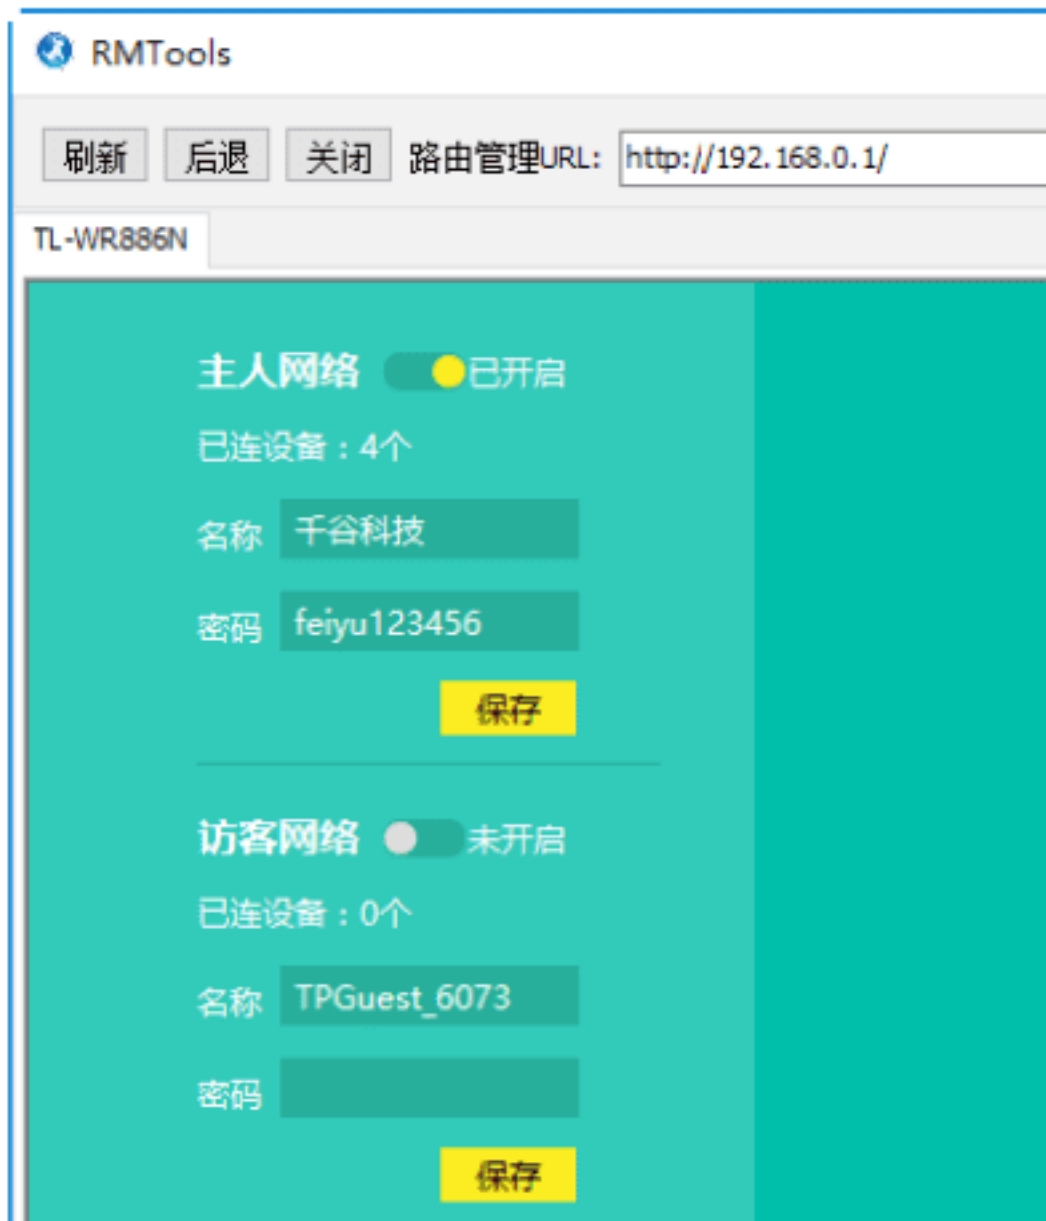 RMTools
刷新 后退 关闭 路由管理URL: http://192.168.0.1/
TL-WR886N
主人网络 已开启
已连设备：4个
名称 千谷科技
密码 feiyu123456
保存
访客网络 未开启
已连设备：0个
名称 TPGuest_6073
密码
保存